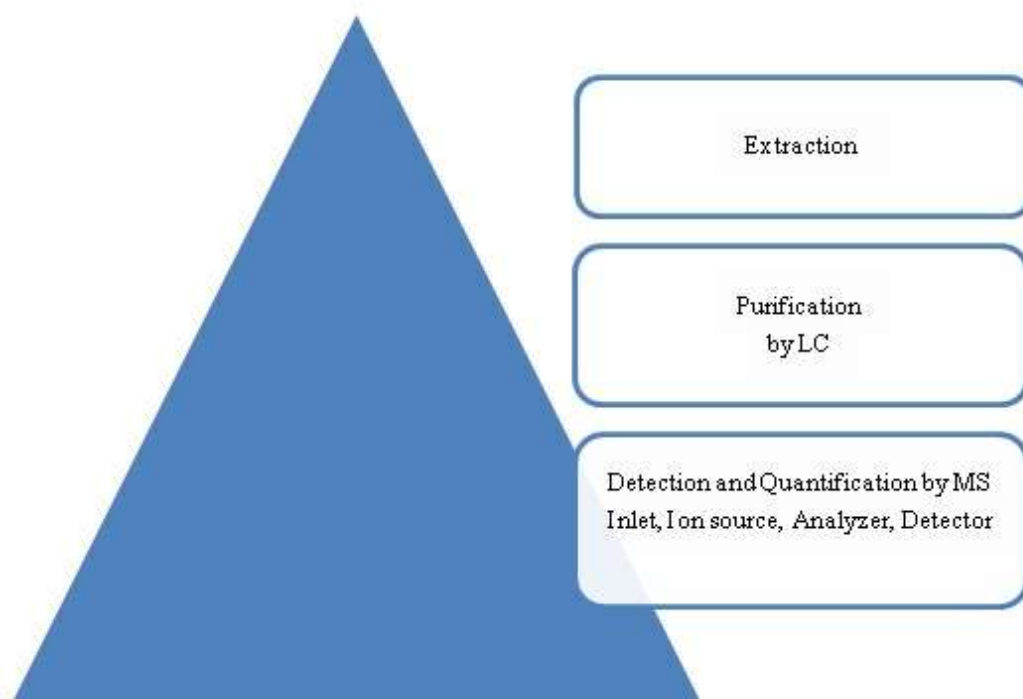 Extraction
Purification
by LC
Detection and Quantification by MS
Inlet, Ion source, Analyzer, Detector